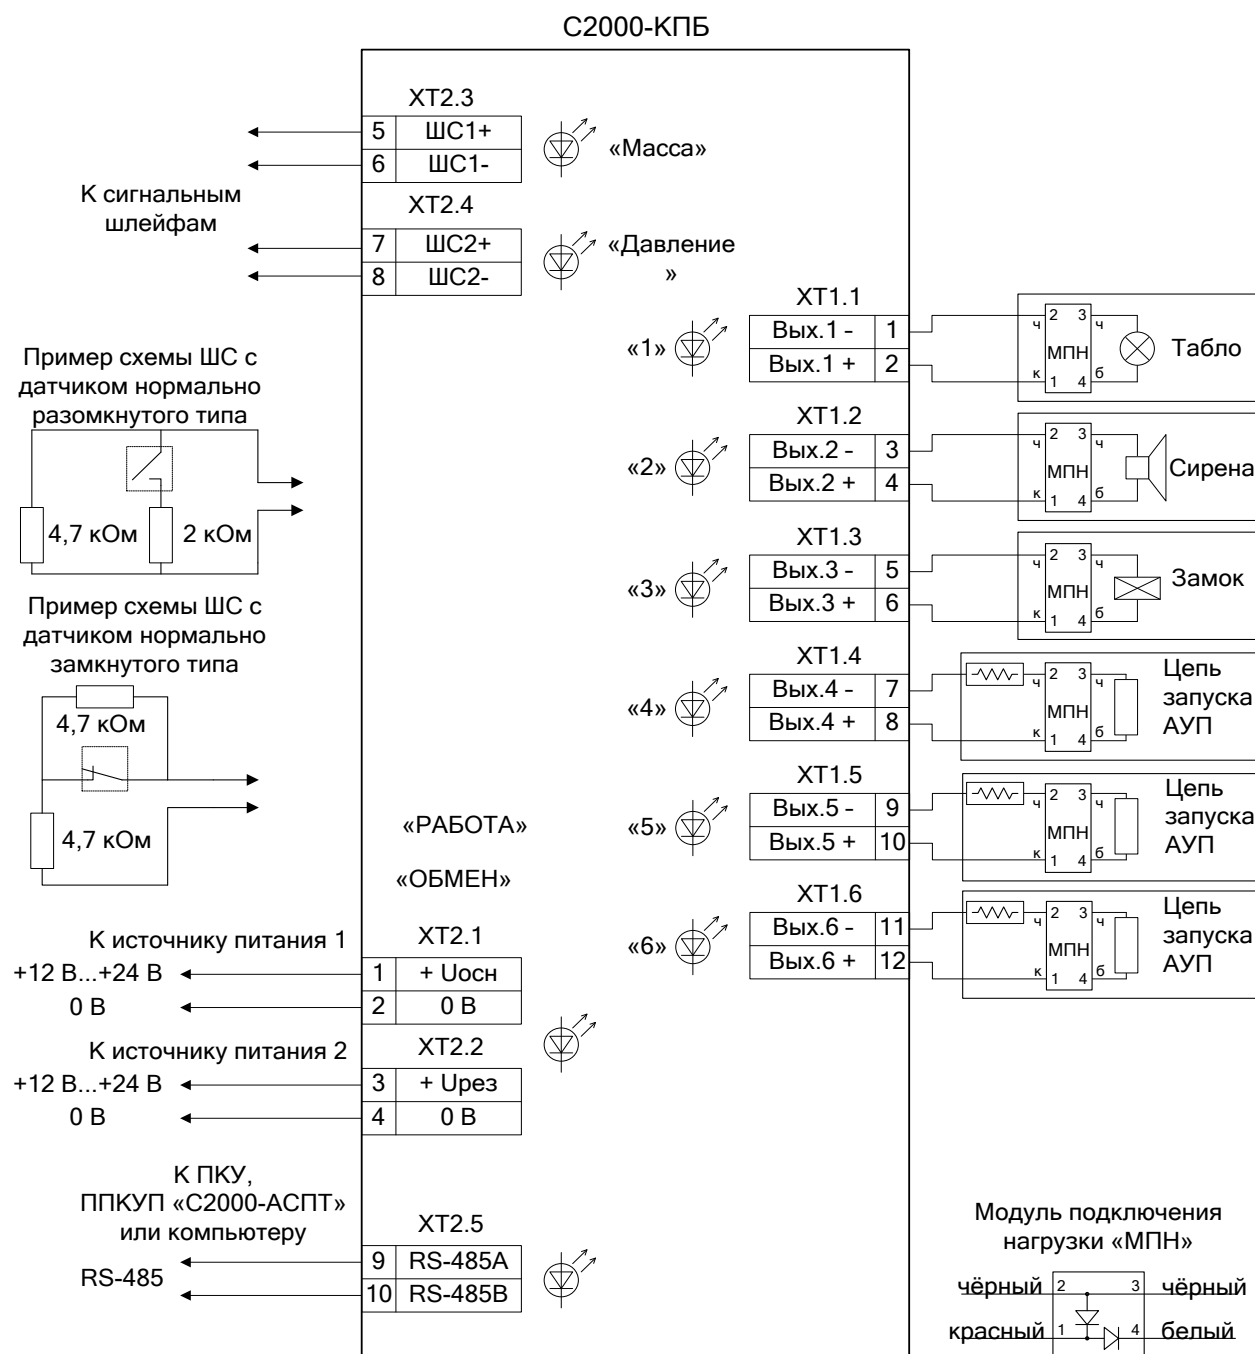 С2000-КПБ
ХТ2.3
5 ШС1+
6 ШС1-
«Масса»
К сигнальным
шлейфам
ХТ2.4
7 ШС2+
8 ШС2-
«Давление
»
Пример схемы ШС с
датчиком нормально
разомкнутого типа
4,7 кОм
2 кОм
Пример схемы ШС с
датчиком нормально
замкнутого типа
4,7 кОм
4,7 кОм
«РАБОТА»
«ОБМЕН»
К источнику питания 1
+12 В...+24 В
0 В
ХТ2.1
1 + Uосн
2 0 В
К источнику питания 2
+12 В...+24 В
0 В
ХТ2.2
3 + Uрез
4 0 В
К ПКУ,
ППКУП «С2000-АСПТ»
или компьютеру
RS-485
ХТ2.5
9 RS-485A
10 RS-485B
ХТ1.1
«1»
Вых.1 - 1
Вых.1 + 2
2 3
ч ч
МПН
к б
1 4
Табло
ХТ1.2
«2»
Вых.2 - 3
Вых.2 + 4
2 3
ч ч
МПН
к б
1 4
Сирена
ХТ1.3
«3»
Вых.3 - 5
Вых.3 + 6
2 3
ч ч
МПН
к б
1 4
Замок
ХТ1.4
«4»
Вых.4 - 7
Вых.4 + 8
2 3
ч ч
МПН
к б
1 4
Цепь
запуска
АУП
ХТ1.5
«5»
Вых.5 - 9
Вых.5 + 10
2 3
ч ч
МПН
к б
1 4
Цепь
запуска
АУП
ХТ1.6
«6»
Вых.6 - 11
Вых.6 + 12
2 3
ч ч
МПН
к б
1 4
Цепь
запуска
АУП
Модуль подключения
нагрузки «МПН»
чёрный 2 3 чёрный
красный 1 4 белый